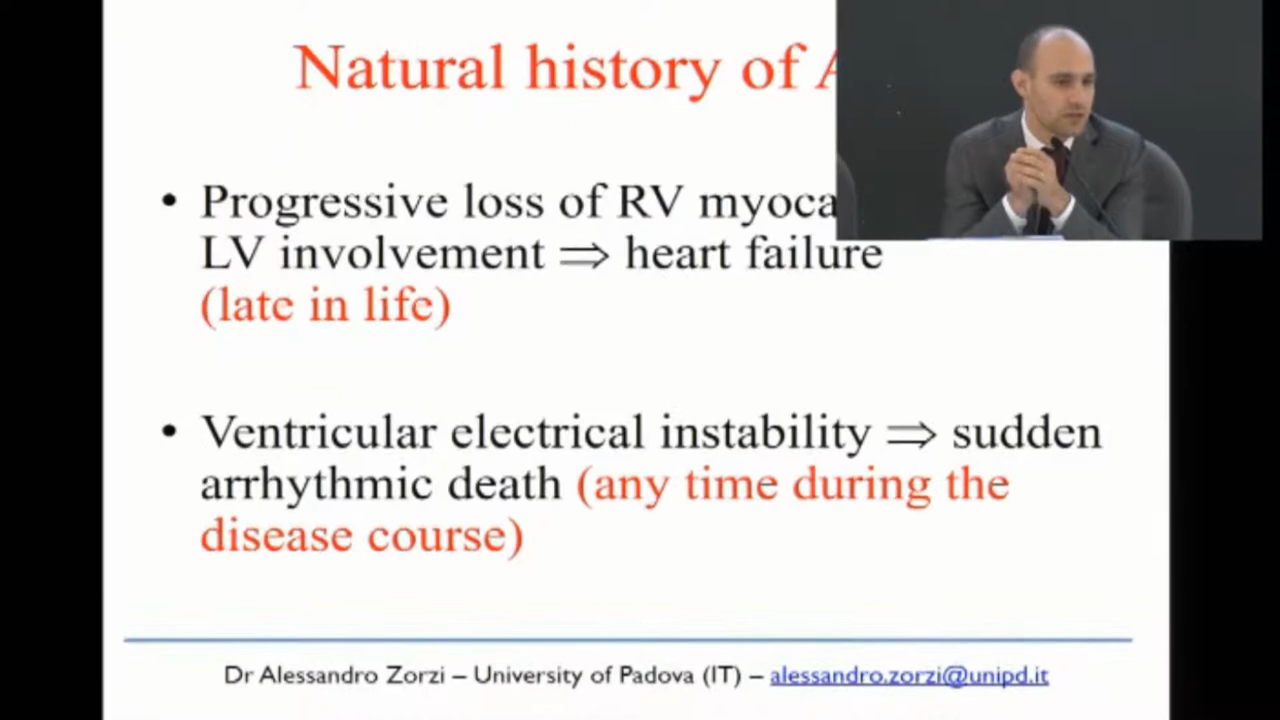 Natural history of
• Progressive loss of RV
LV involvement ⇒ heart failure
(late in life)
• Ventricular electrical instability ⇒ sudden
arrhythmic death (any time during the
disease course)
Dr Alessandro Zorzi – University of Padova (IT) – alessandro.zorzi@unipd.it